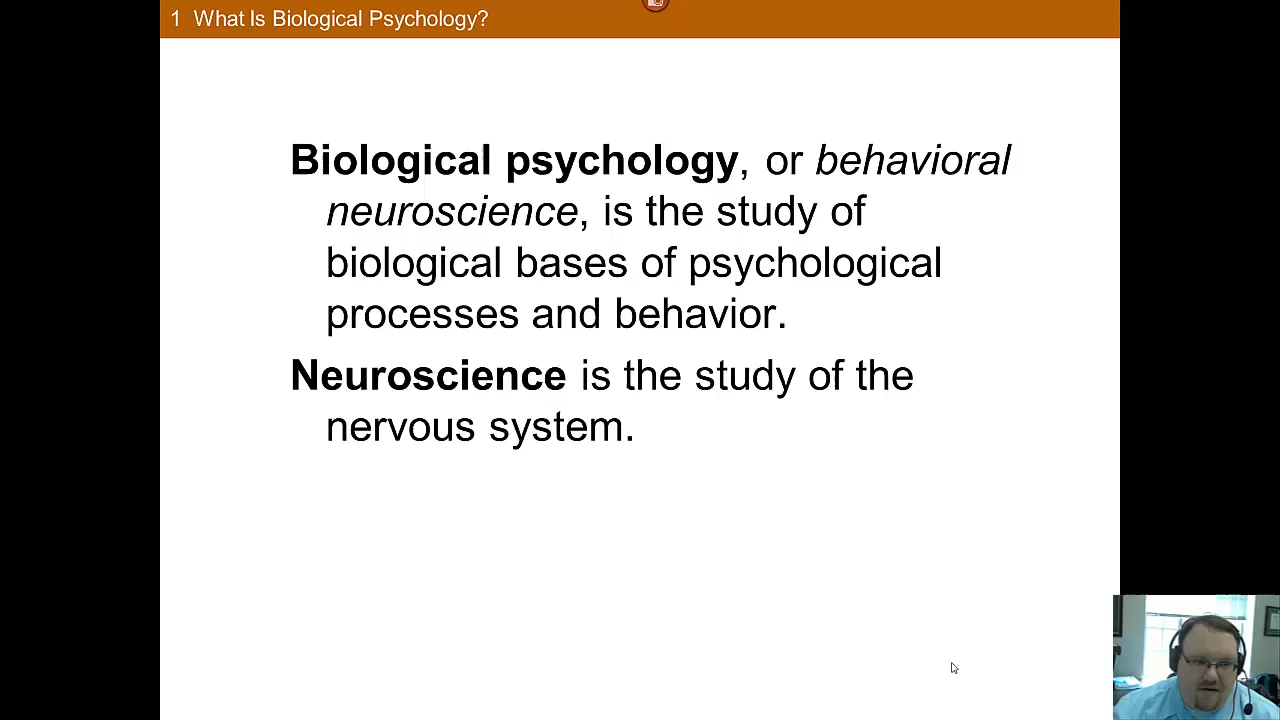 1 What Is Biological Psychology?
Biological psychology, or behavioral
neuroscience, is the study of
biological bases of psychological
processes and behavior.
Neuroscience is the study of the
nervous system.